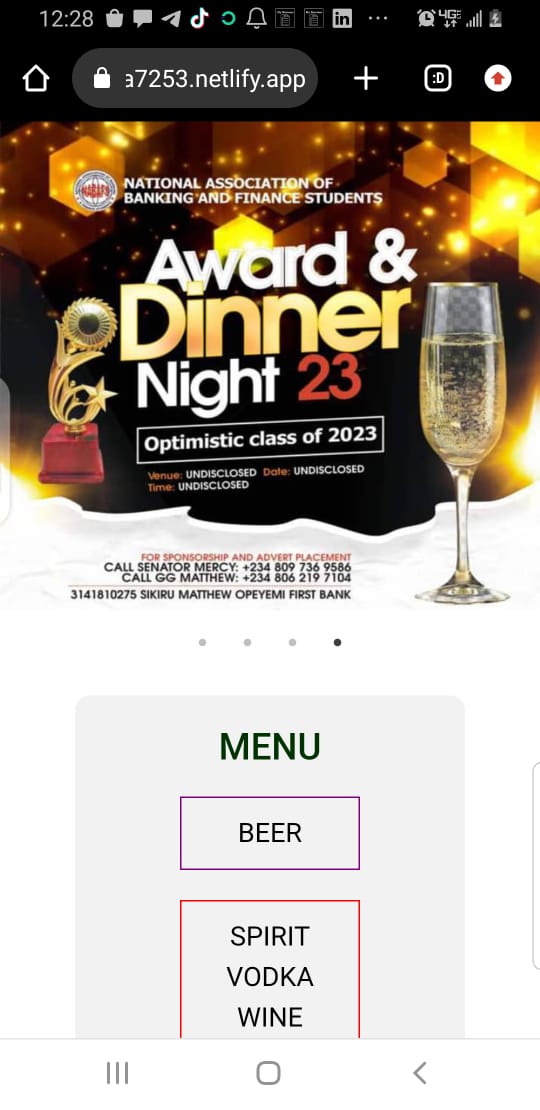 12:28
4GE
a7253.netlify.app
:D
NABAFS
NATIONAL ASSOCIATION OF
BANKING AND FINANCE STUDENTS
Award &
Dinner
Night 23
Optimistic class of 2023
Venue: UNDISCLOSED Date: UNDISCLOSED
Time: UNDISCLOSED
FOR SPONSORSHIP AND ADVERT PLACEMENT
CALL SENATOR MERCY: +234 809 736 9586
CALL GG MATTHEW: +234 806 219 7104
3141810275 SIKIRU MATTHEW OPEYEMI FIRST BANK
MENU
BEER
SPIRIT
VODKA
WINE